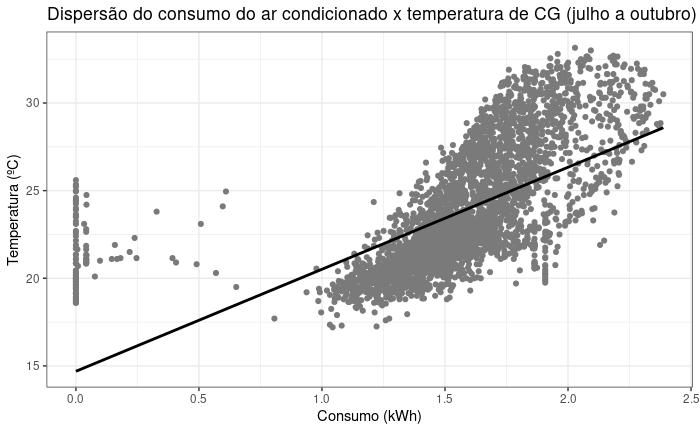 Dispersão do consumo do ar condicionado x temperatura de CG (julho a outubro)
30
25
20
15
Temperatura (ºC)
0.0 0.5 1.0 1.5 2.0 2.5
Consumo (kWh)